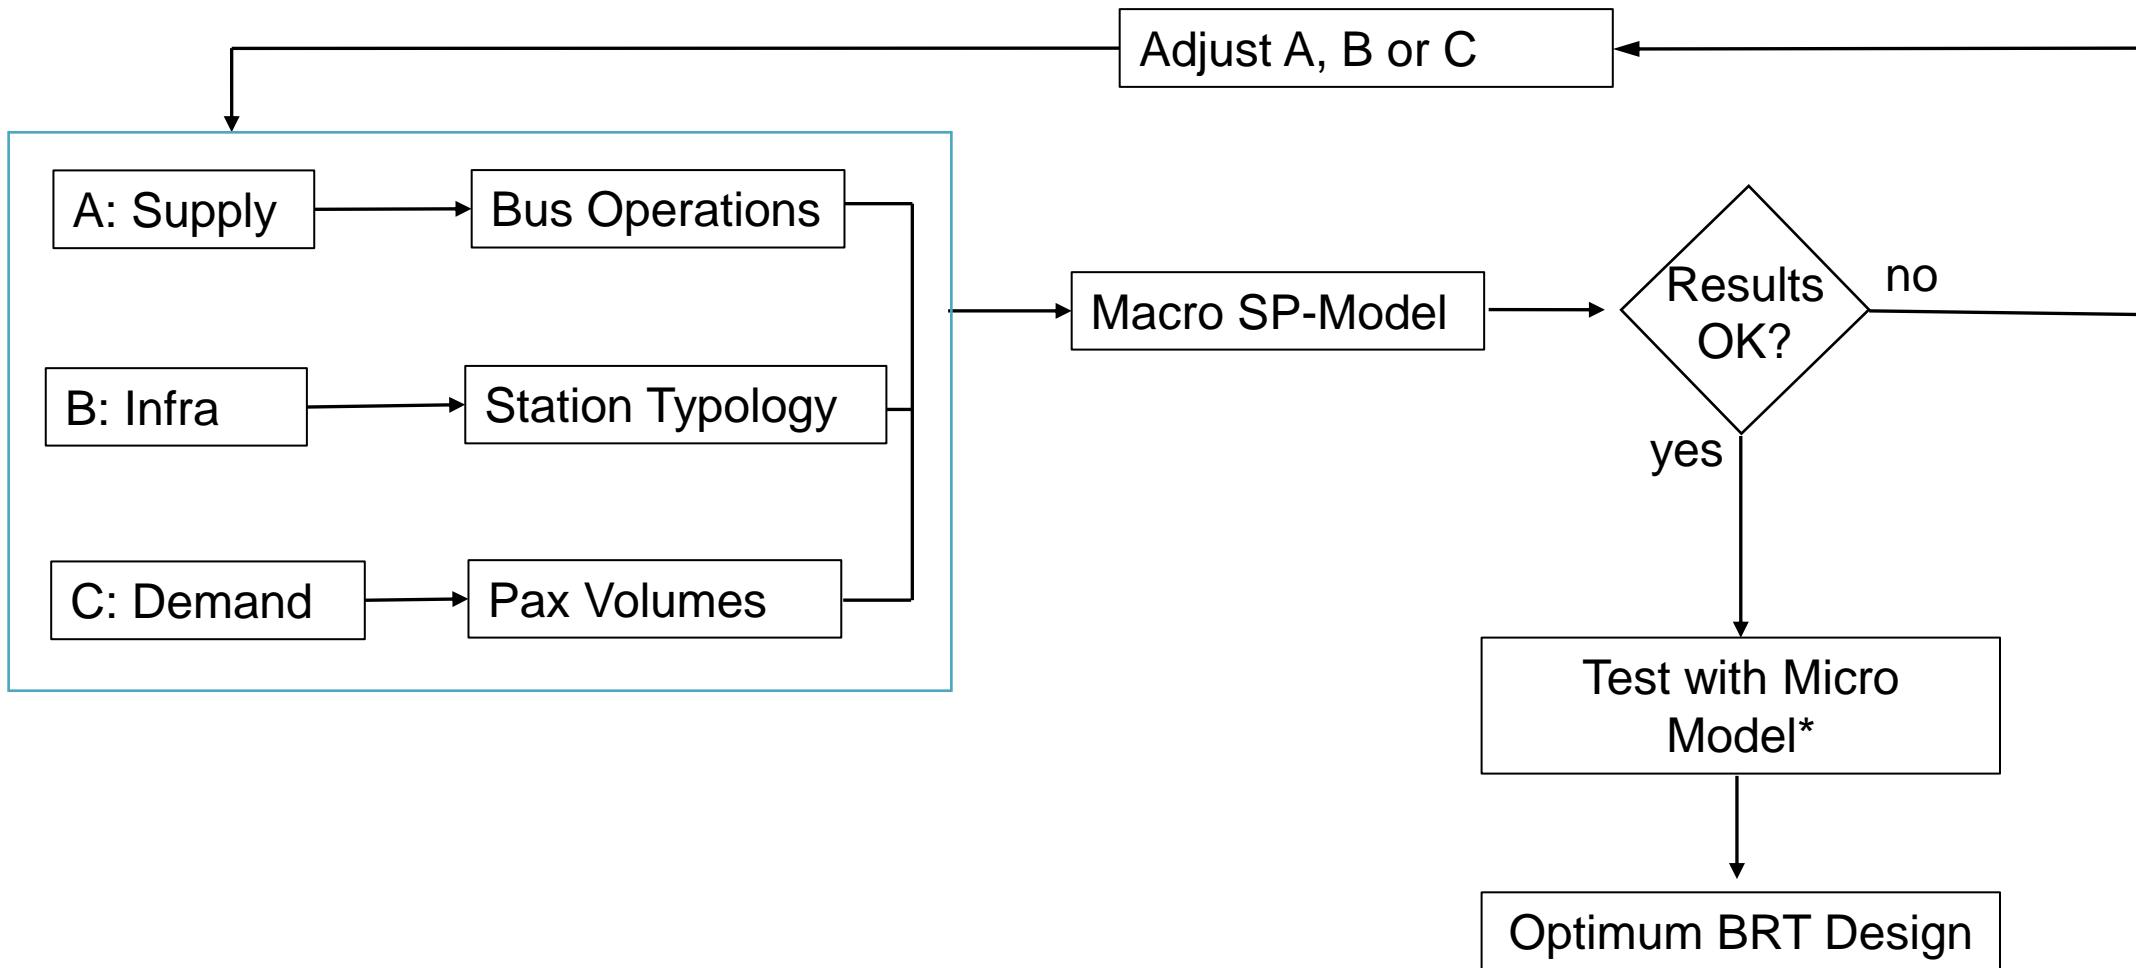 Adjust A, B or C
A: Supply
Bus Operations
B: Infra
Station Typology
C: Demand
Pax Volumes
Macro SP-Model
Results
OK?
no
yes
Test with Micro
Model*
Optimum BRT Design